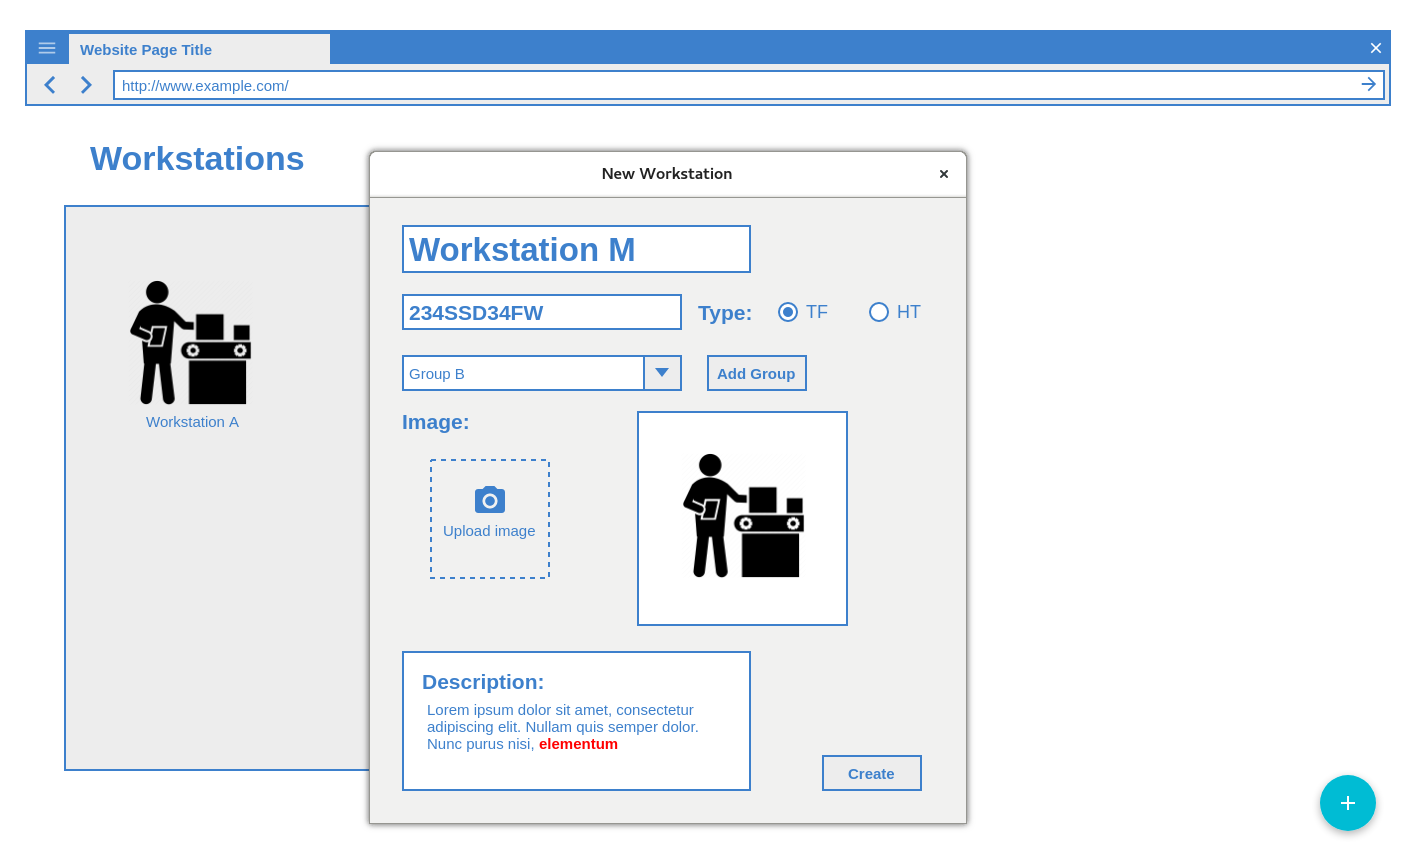 Website Page Title
http://www.example.com/
Workstations
New Workstation
Workstation M
234SSD34FW
Type:
TF
HT
Group B
Add Group
Image:
Upload image
Workstation A
Description:
Lorem ipsum dolor sit amet, consectetur
adipiscing elit. Nullam quis semper dolor.
Nunc purus nisi, elementum
Create